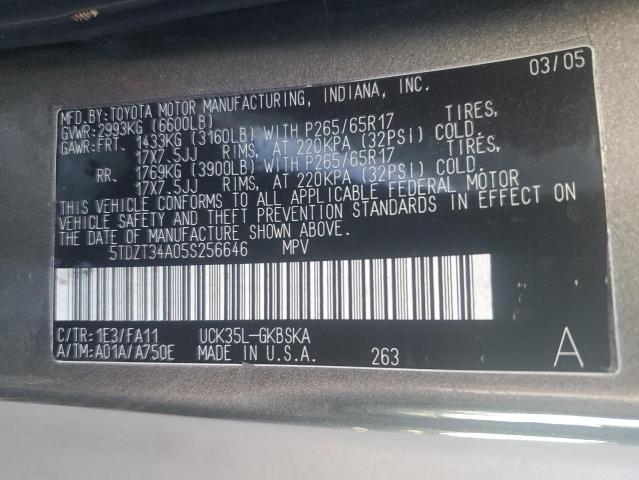 03/05
MFD.BY:TOYOTA MOTOR MANUFACTURING, INDIANA, INC.
GVWR:2993KG (6600LB)
GAWR:FRT. 1433KG (3160LB) WITH P265/65R17 TIRES,
17X7.5JJ RIMS, AT 220KPA (32PSI) COLD.
RR. 1769KG (3900LB) WITH P265/65R17 TIRES,
17X7.5JJ RIMS, AT 220KPA (32PSI) COLD.
THIS VEHICLE CONFORMS TO ALL APPLICABLE FEDERAL MOTOR
VEHICLE SAFETY AND THEFT PREVENTION STANDARDS IN EFFECT ON
THE DATE OF MANUFACTURE SHOWN ABOVE.
5TDZT34A05S256646 MPV
C/TR:1E3/FA11 UCK35L-GKBSKA
A/TM:A01A/A750E MADE IN U.S.A. 263 A